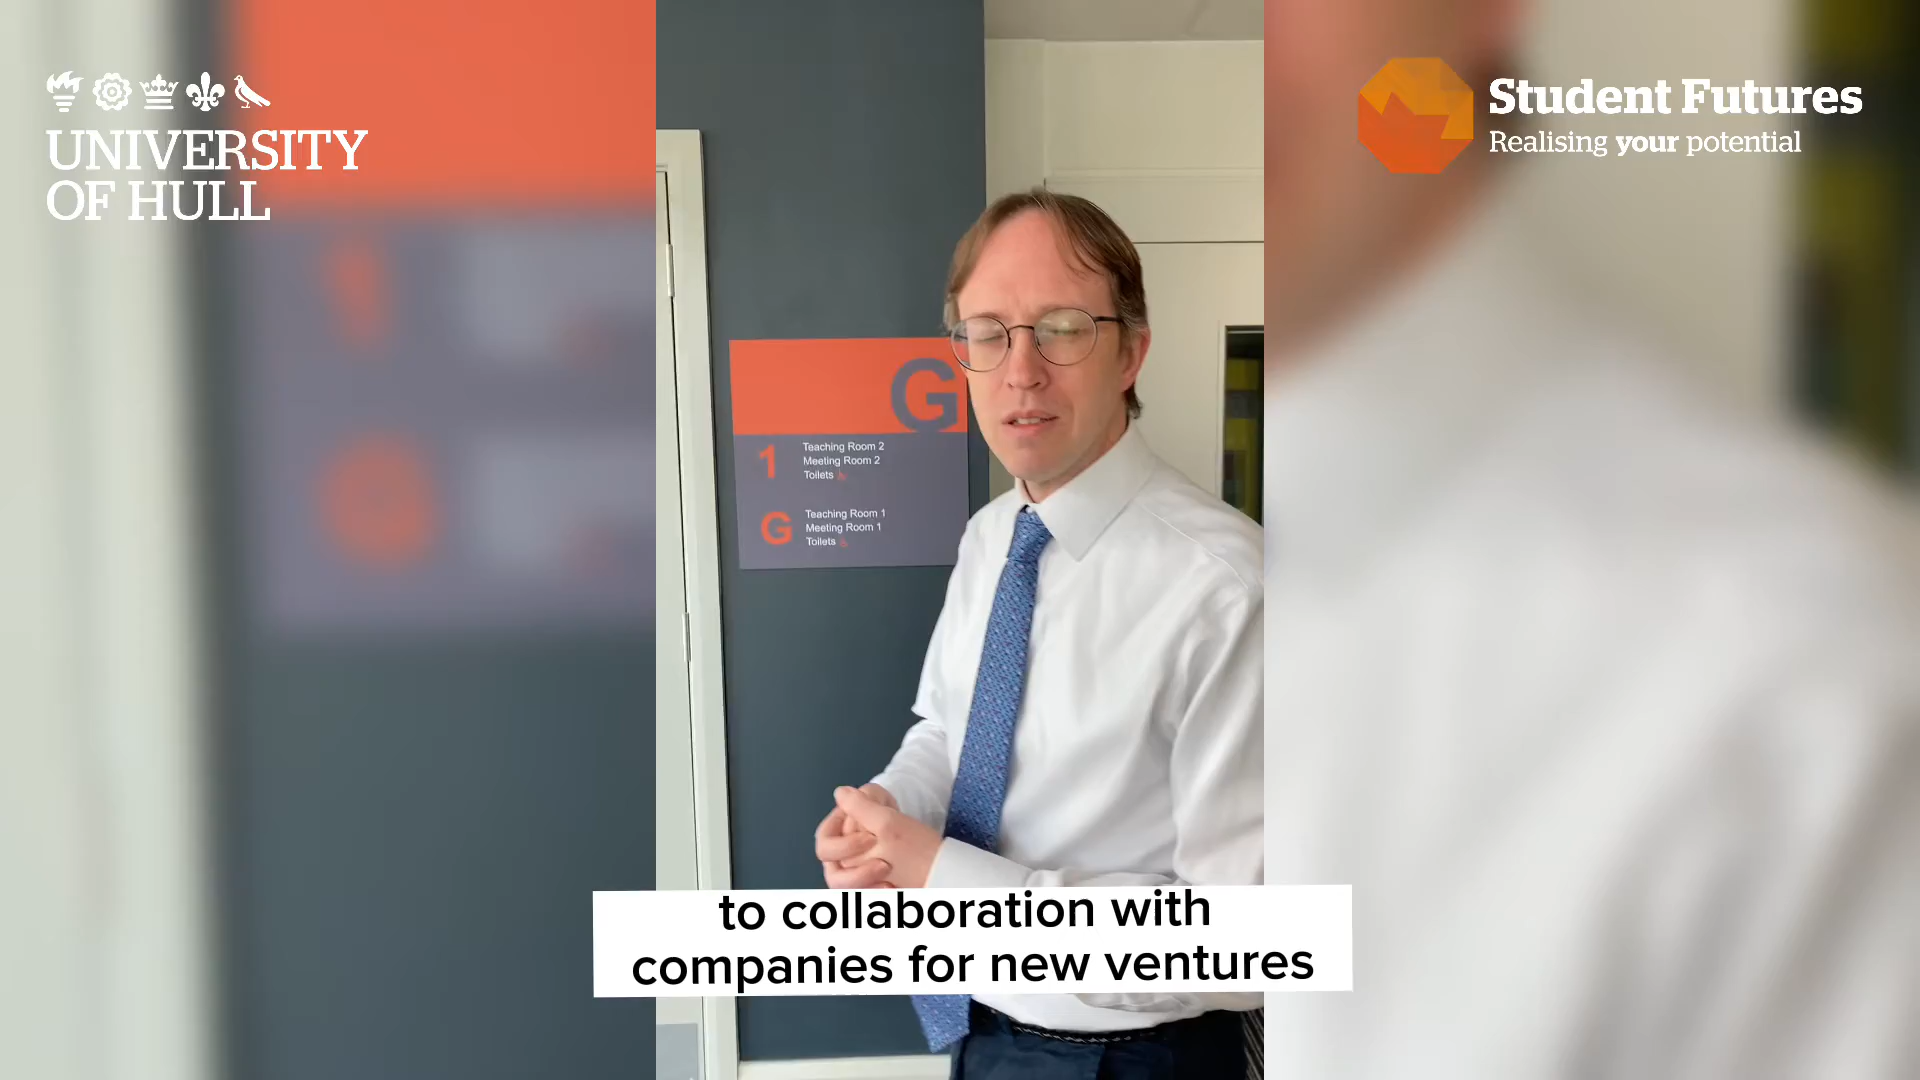 UNIVERSITY
OF HULL
Student Futures
Realising your potential
G
1
Teaching Room 2
Meeting Room 2
Toilets
G
Teaching Room 1
Meeting Room 1
Toilets
to collaboration with
companies for new ventures